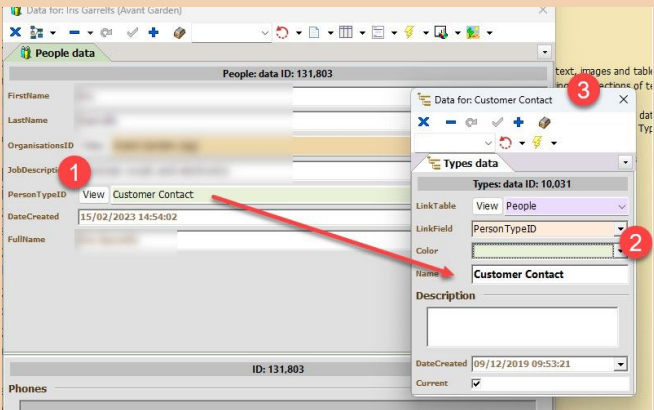 Data for: Iris Garrelfs (Avant Garden)
People data
People: data ID: 131,803
FirstName
LastName
OrganisationsID
JobDescription
PersonTypeID View Customer Contact
DateCreated 15/02/2023 14:54:02
FullName
ID: 131,803
Phones
1
text, images and table
3
Data for: Customer Contact
Types data
Types: data ID: 10,031
LinkTable View People
LinkField PersonTypeID
Color
2
Name Customer Contact
Description
DateCreated 09/12/2019 09:53:21
Current